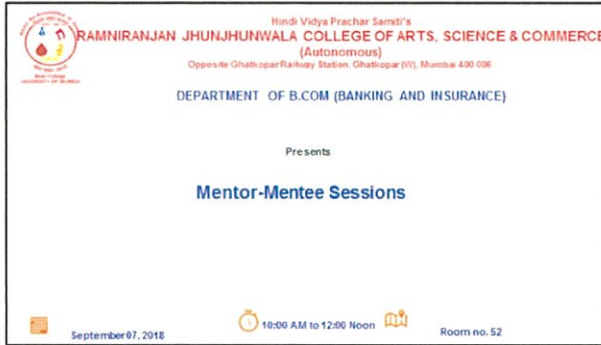 Hindi Vidya Prachar Samiti's
RAMNIRANJAN JHUNJHUNWALA COLLEGE OF ARTS, SCIENCE & COMMERCE
(Autonomous)
Opposite Ghatkopar Railway Station, Ghatkopar (W), Mumbai 400 086
DEPARTMENT OF B.COM (BANKING AND INSURANCE)
Presents
Mentor-Mentee Sessions
September 07, 2018
10:00 AM to 12:00 Noon
Room no. 52